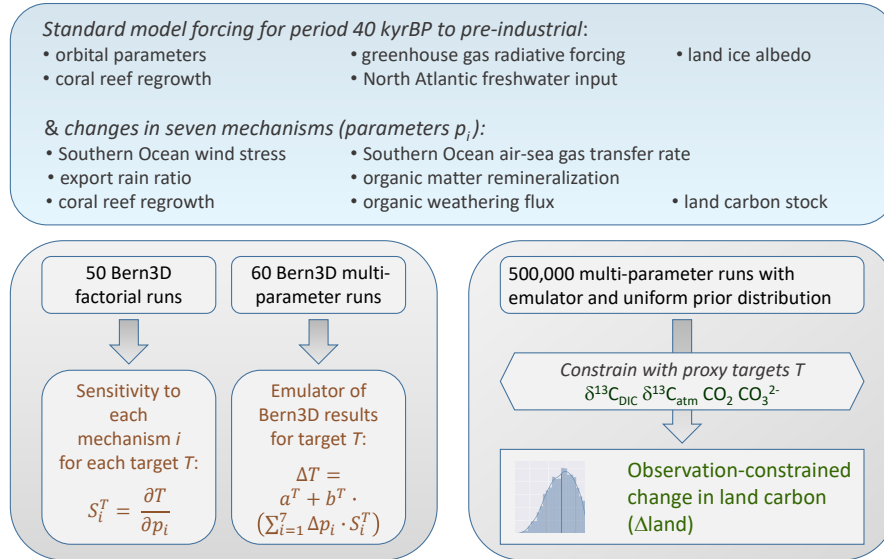 Standard model forcing for period 40 kyrBP to pre-industrial:
• orbital parameters • greenhouse gas radiative forcing • land ice albedo
• coral reef regrowth • North Atlantic freshwater input
& changes in seven mechanisms (parameters pᵢ):
• Southern Ocean wind stress • Southern Ocean air-sea gas transfer rate
• export rain ratio • organic matter remineralization
• coral reef regrowth • organic weathering flux • land carbon stock
50 Bern3D
factorial runs
60 Bern3D multi-
parameter runs
500,000 multi-parameter runs with
emulator and uniform prior distribution
Sensitivity to
each
mechanism i
for each target T:
Sᵢᵀ = ∂T/∂pᵢ
Emulator of
Bern3D results
for target T:
ΔT =
aᵀ + bᵀ ·
(∑⁷ᵢ₌₁ Δpᵢ · Sᵢᵀ)
Constrain with proxy targets T
δ¹³C_DIC δ¹³C_atm CO₂ CO₃²⁻
Observation-constrained
change in land carbon
(Δland)